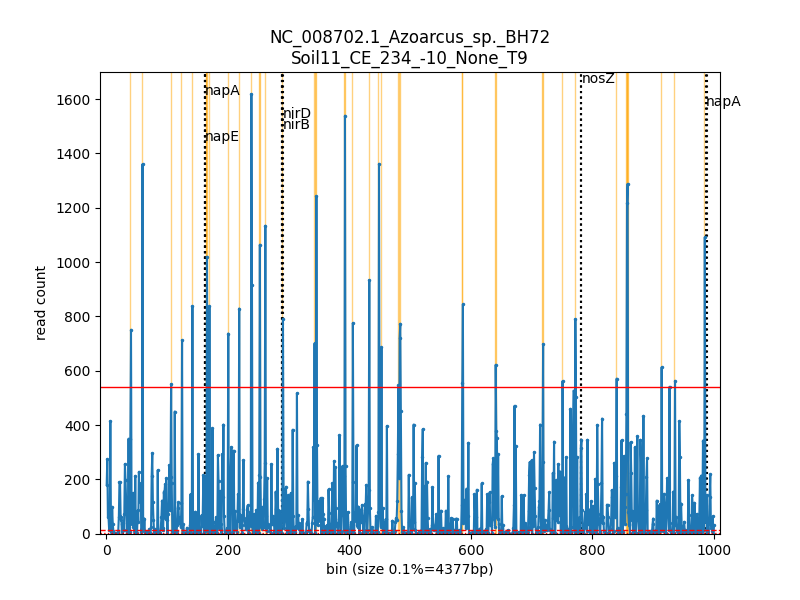 NC_008702.1_Azoarcus_sp._BH72
Soil11_CE_234_-10_None_T9
nosZ
napA
napA
nirD
nirB
napE
1600
1400
1200
1000
800
600
400
200
0
read count
0 200 400 600 800 1000
bin (size 0.1%=4377bp)